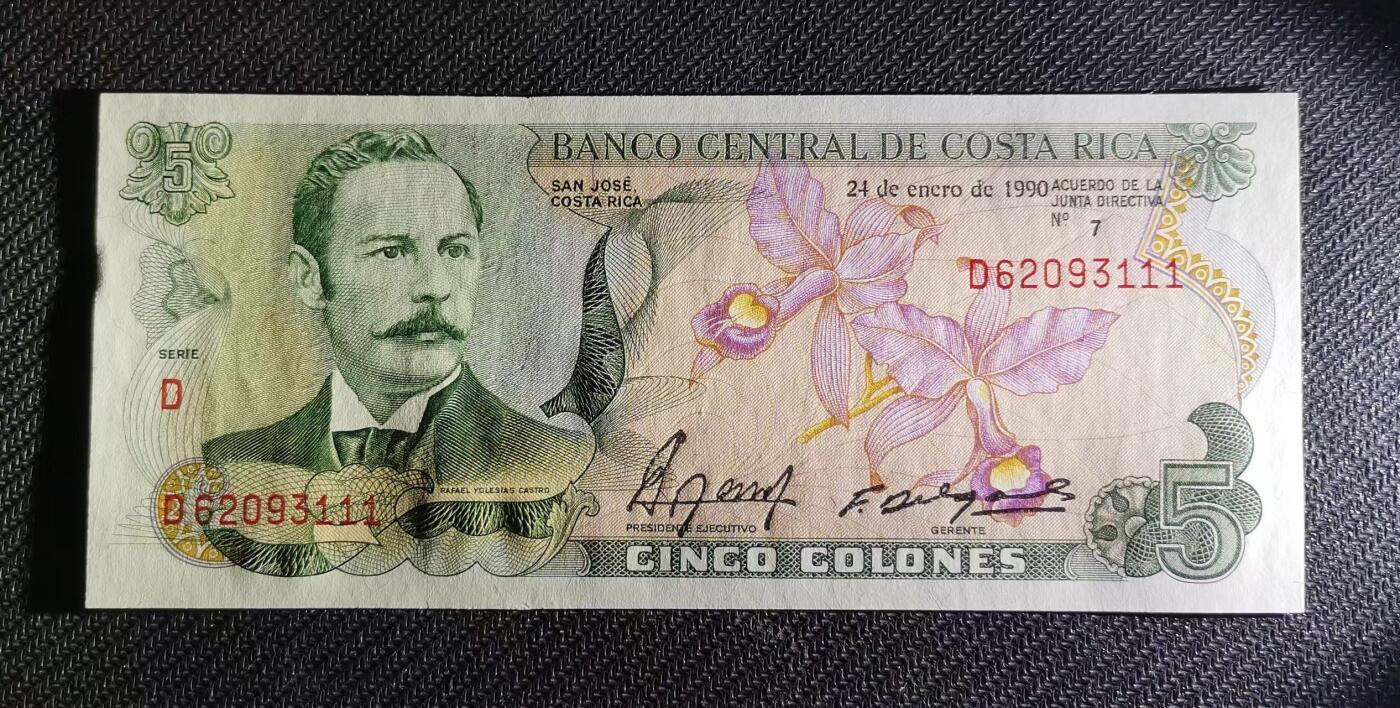 5
BANCO CENTRAL DE COSTA RICA
SAN JOSÉ,
COSTA RICA
24 de enero de 1990
ACUERDO DE LA
JUNTA DIRECTIVA
Nº 7
D62093111
SERIE
D
D62093111
RAFAEL YGLESIAS CASTRO
PRESIDENTE EJECUTIVO
GERENTE
CINCO COLONES
5